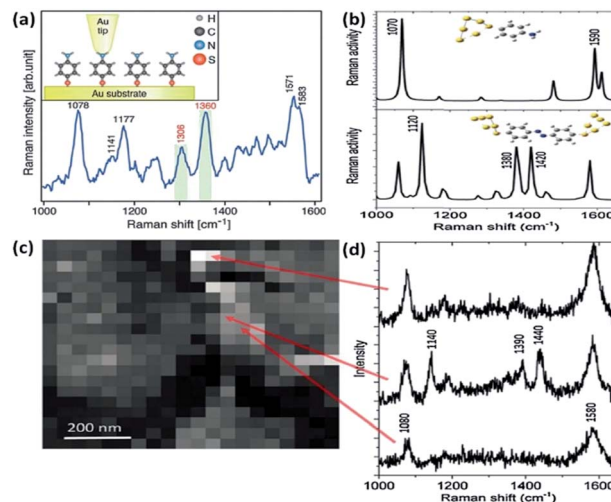 (a)
Au
tip
H
C
N
S
Au substrate
Raman intensity [arb.unit]
1078
1141
1177
1306
1360
1571
1583
1000 1200 1400 1600
Raman shift [cm⁻¹]
(b)
Raman activity
1070
1590
Raman activity
1120
1380
1420
1000 1200 1400 1600
Raman shift (cm⁻¹)
(c)
200 nm
(d)
Intensity
1140
1390
1440
1080
1580
1000 1200 1400 1600
Raman shift (cm⁻¹)